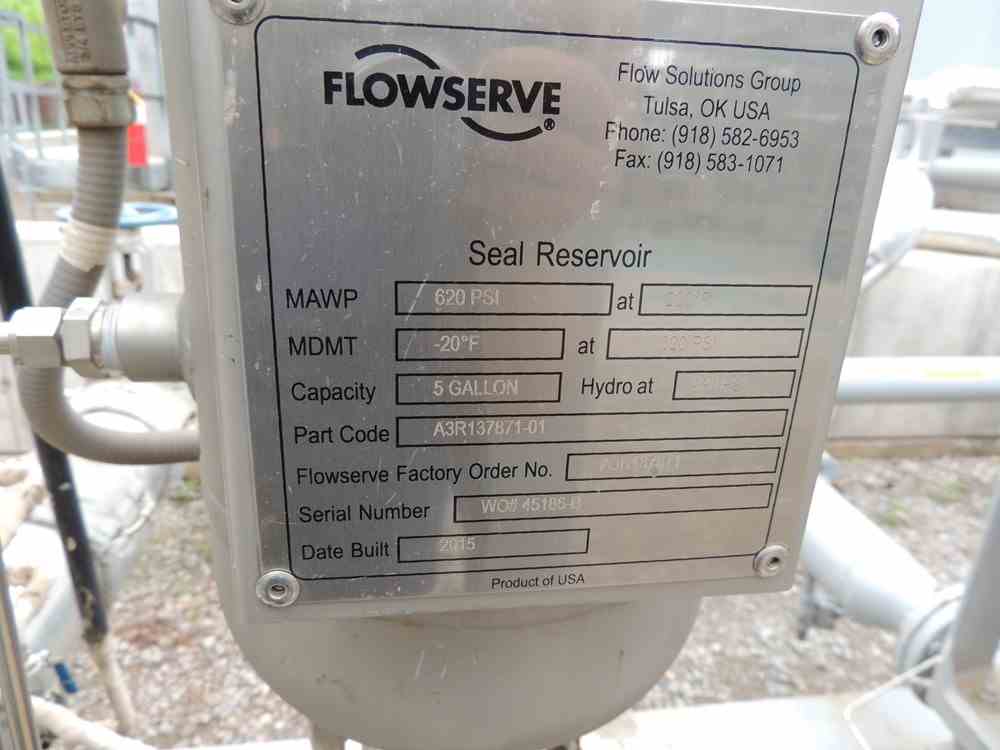 FLOWSERVE®
Flow Solutions Group
Tulsa, OK USA
Phone: (918) 582-6953
Fax: (918) 583-1071
Seal Reservoir
MAWP 620 PSI at
MDMT -20°F at PSI
Capacity 5 GALLON Hydro at
Part Code A3R137871-01
Flowserve Factory Order No.
Serial Number WO#
Date Built 2015
Product of USA